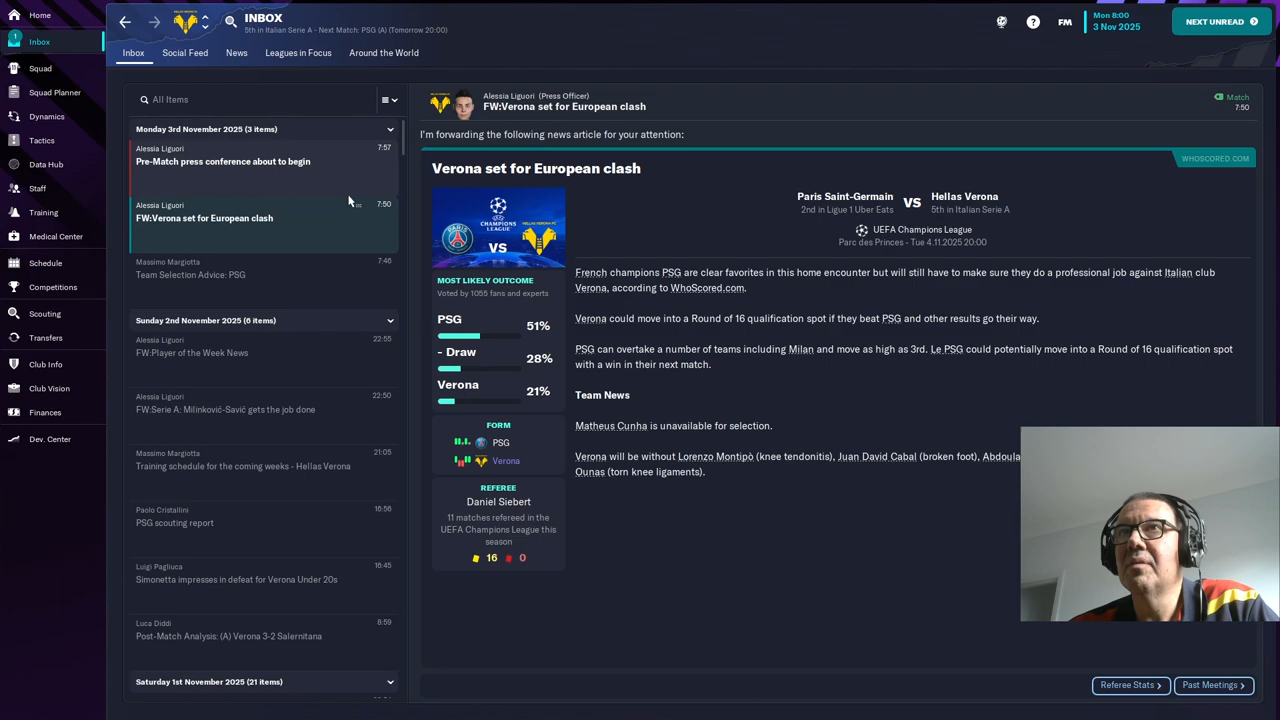 Home
1
Inbox
Squad
Squad Planner
Dynamics
Tactics
Data Hub
Staff
Training
Medical Center
Schedule
Competitions
Scouting
Transfers
Club Info
Club Vision
Finances
Dev. Center
INBOX
5th in Italian Serie A - Next Match: PSG (A) (Tomorrow 20:00)
FM
Mon 8:00
3 Nov 2025
NEXT UNREAD
Inbox
Social Feed
News
Leagues in Focus
Around the World
All Items
Monday 3rd November 2025 (3 items)
Alessia Liguori 7:57
Pre-Match press conference about to begin
Alessia Liguori 7:50
FW:Verona set for European clash
Massimo Margiotta 7:46
Team Selection Advice: PSG
Sunday 2nd November 2025 (6 items)
Alessia Liguori 22:55
FW:Player of the Week News
Alessia Liguori 22:50
FW:Serie A: Milinković-Savić gets the job done
Massimo Margiotta 21:05
Training schedule for the coming weeks - Hellas Verona
Paolo Cristallini 16:56
PSG scouting report
Luigi Pagliuca 16:45
Simonetta impresses in defeat for Verona Under 20s
Luca Diddi 8:59
Post-Match Analysis: (A) Verona 3-2 Salernitana
Saturday 1st November 2025 (21 items)
Alessia Liguori (Press Officer)
FW:Verona set for European clash
Match
7:50
I'm forwarding the following news article for your attention:
WHOSCORED.COM
Verona set for European clash
CHAMPIONS
LEAGUE
PARIS
VS
MOST LIKELY OUTCOME
Voted by 1055 fans and experts
PSG 51%
- Draw 28%
Verona 21%
FORM
PSG
Verona
REFEREE
Daniel Siebert
11 matches refereed in the
UEFA Champions League this
season
16 0
Paris Saint-Germain VS Hellas Verona
2nd in Ligue 1 Uber Eats 5th in Italian Serie A
UEFA Champions League
Parc des Princes - Tue 4.11.2025 20:00
French champions PSG are clear favorites in this home encounter but will still have to make sure they do a professional job against Italian club
Verona, according to WhoScored.com.
Verona could move into a Round of 16 qualification spot if they beat PSG and other results go their way.
PSG can overtake a number of teams including Milan and move as high as 3rd. Le PSG could potentially move into a Round of 16 qualification spot
with a win in their next match.
Team News
Matheus Cunha is unavailable for selection.
Verona will be without Lorenzo Montipò (knee tendonitis), Juan David Cabal (broken foot), Abdoula
Ounas (torn knee ligaments).
Referee Stats
Past Meetings